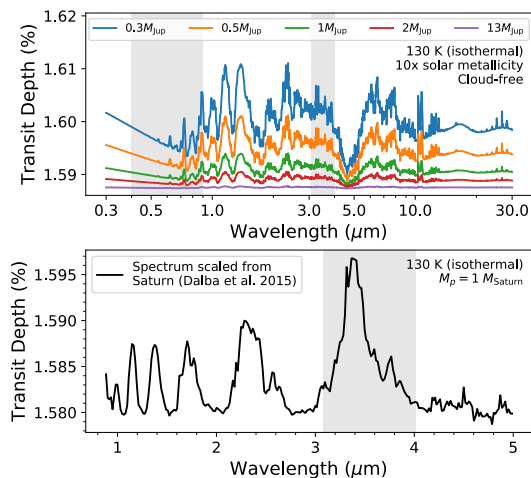 1.62
1.61
1.60
1.59
Transit Depth (%)
0.3M_Jup 0.5M_Jup 1M_Jup 2M_Jup 13M_Jup
130 K (isothermal)
10x solar metallicity
Cloud-free
0.3 0.5 1.0 3.0 5.0 10.0 30.0
Wavelength (μm)
1.595
1.590
1.585
1.580
Transit Depth (%)
Spectrum scaled from
Saturn (Dalba et al. 2015)
130 K (isothermal)
M_p = 1 M_Saturn
1 2 3 4 5
Wavelength (μm)